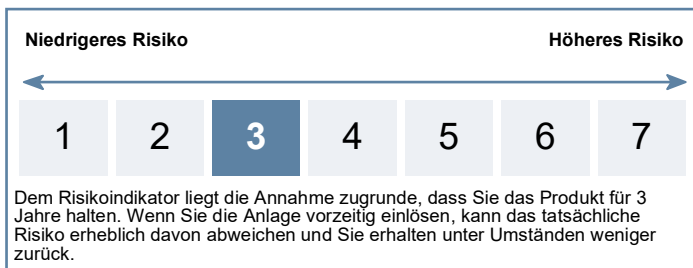 Niedrigeres Risiko Höheres Risiko
1 2 3 4 5 6 7
Dem Risikoindikator liegt die Annahme zugrunde, dass Sie das Produkt für 3
Jahre halten. Wenn Sie die Anlage vorzeitig einlösen, kann das tatsächliche
Risiko erheblich davon abweichen und Sie erhalten unter Umständen weniger
zurück.